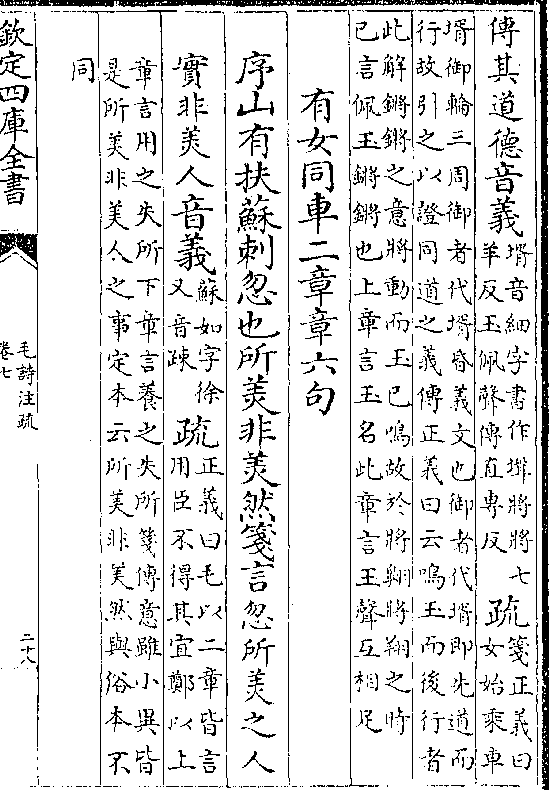 傳其道德音義壻音細字書作聓將將七
羊反玉佩聲傳直專反疏箋正義曰
女始乗車
壻御輪三周御者代壻昏義文也御者代壻即先道而
行故引之以證同道之義傳正義曰云鳴玉而後行者
此解鏘鏘之意將動而玉已鳴故於將翺將翔之時
已言佩玉鏘鏘也上章言玉名此章言玉聲互相足
有女同車二章章六句
序山有扶蘇刺忽也所美非美然箋言忽所美之人
實非美人音義蘇如字徐
又音疎疏正義曰毛以二章皆言
用臣不得其宜鄭以上
章言用之失所下章言養之失所箋傳意雖小異皆
是所美非美人之事定本云所美非美然與俗本不
同
欽定四庫全書
毛詩注疏
卷七
二十八